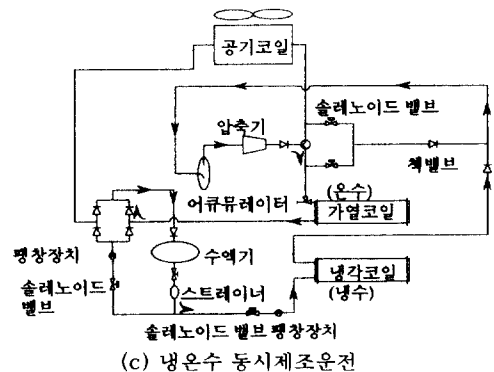 공기코일
솔레노이드 밸브
압축기
첵밸브
어큐뮤레이터
(온수)
가열코일
팽창장치
수액기
냉각코일
(냉수)
솔레노이드
밸브
스트레이너
솔레노이드 밸브 팽창장치
(c) 냉온수 동시제조운전